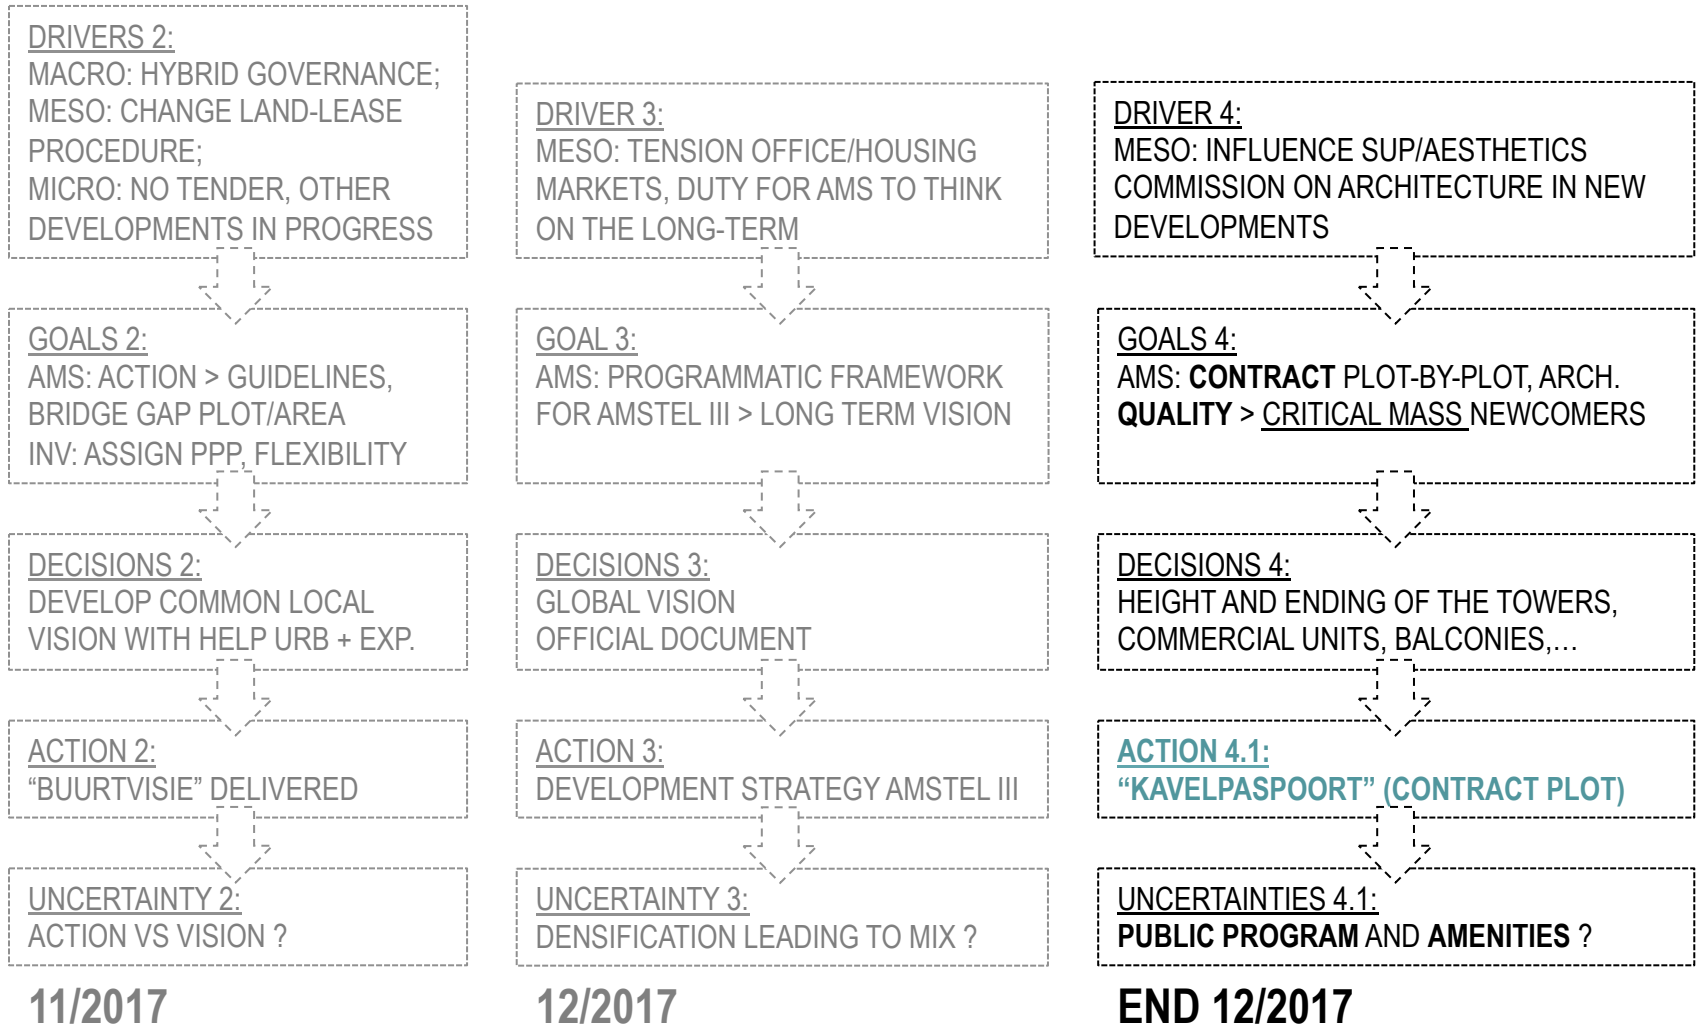 DRIVERS 2:
MACRO: HYBRID GOVERNANCE;
MESO: CHANGE LAND-LEASE
PROCEDURE;
MICRO: NO TENDER, OTHER
DEVELOPMENTS IN PROGRESS
GOALS 2:
AMS: ACTION > GUIDELINES,
BRIDGE GAP PLOT/AREA
INV: ASSIGN PPP, FLEXIBILITY
DECISIONS 2:
DEVELOP COMMON LOCAL
VISION WITH HELP URB + EXP.
ACTION 2:
“BUURTVISIE” DELIVERED
UNCERTAINTY 2:
ACTION VS VISION ?
11/2017
DRIVER 3:
MESO: TENSION OFFICE/HOUSING
MARKETS, DUTY FOR AMS TO THINK
ON THE LONG-TERM
GOAL 3:
AMS: PROGRAMMATIC FRAMEWORK
FOR AMSTEL III > LONG TERM VISION
DECISIONS 3:
GLOBAL VISION
OFFICIAL DOCUMENT
ACTION 3:
DEVELOPMENT STRATEGY AMSTEL III
UNCERTAINTY 3:
DENSIFICATION LEADING TO MIX ?
12/2017
DRIVER 4:
MESO: INFLUENCE SUP/AESTHETICS
COMMISSION ON ARCHITECTURE IN NEW
DEVELOPMENTS
GOALS 4:
AMS: CONTRACT PLOT-BY-PLOT, ARCH.
QUALITY > CRITICAL MASS NEWCOMERS
DECISIONS 4:
HEIGHT AND ENDING OF THE TOWERS,
COMMERCIAL UNITS, BALCONIES,…
ACTION 4.1:
“KAVELPASPOORT” (CONTRACT PLOT)
UNCERTAINTIES 4.1:
PUBLIC PROGRAM AND AMENITIES ?
END 12/2017